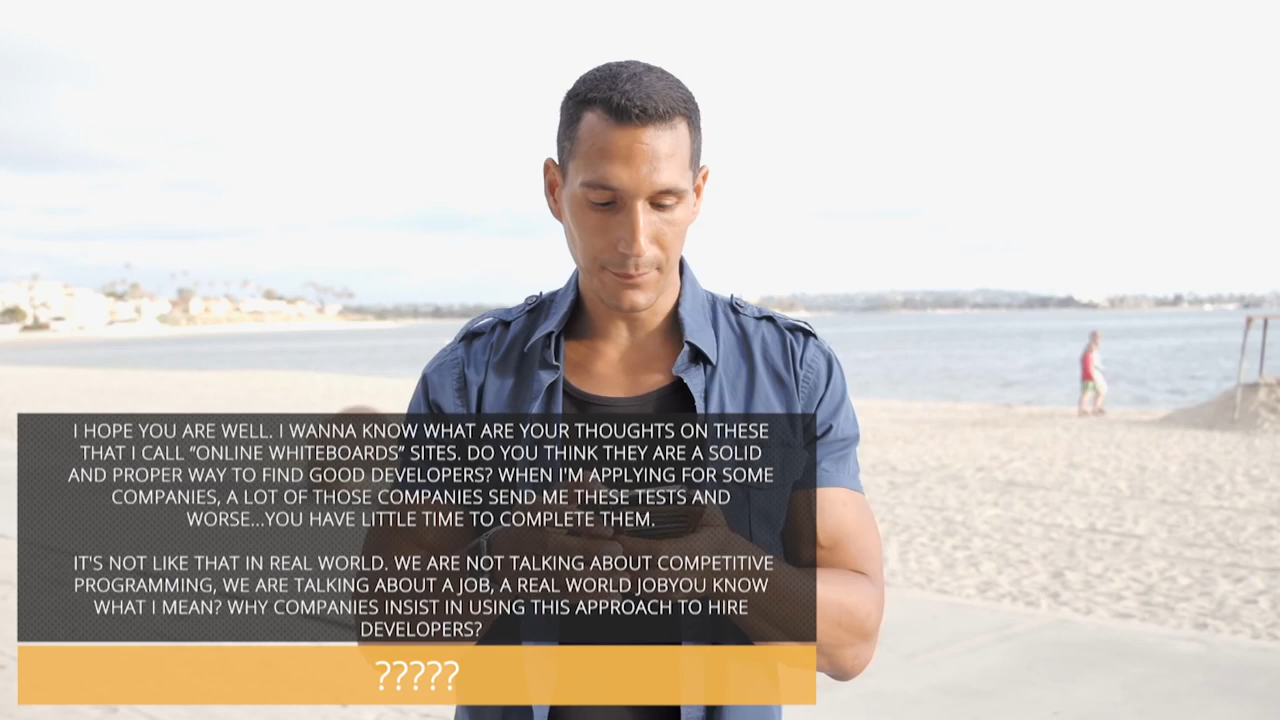 I HOPE YOU ARE WELL. I WANNA KNOW WHAT ARE YOUR THOUGHTS ON THESE
THAT I CALL “ONLINE WHITEBOARDS” SITES. DO YOU THINK THEY ARE A SOLID
AND PROPER WAY TO FIND GOOD DEVELOPERS? WHEN I'M APPLYING FOR SOME
COMPANIES, A LOT OF THOSE COMPANIES SEND ME THESE TESTS AND
WORSE...YOU HAVE LITTLE TIME TO COMPLETE THEM.
IT'S NOT LIKE THAT IN REAL WORLD. WE ARE NOT TALKING ABOUT COMPETITIVE
PROGRAMMING, WE ARE TALKING ABOUT A JOB, A REAL WORLD JOBYOU KNOW
WHAT I MEAN? WHY COMPANIES INSIST IN USING THIS APPROACH TO HIRE
DEVELOPERS?
?????